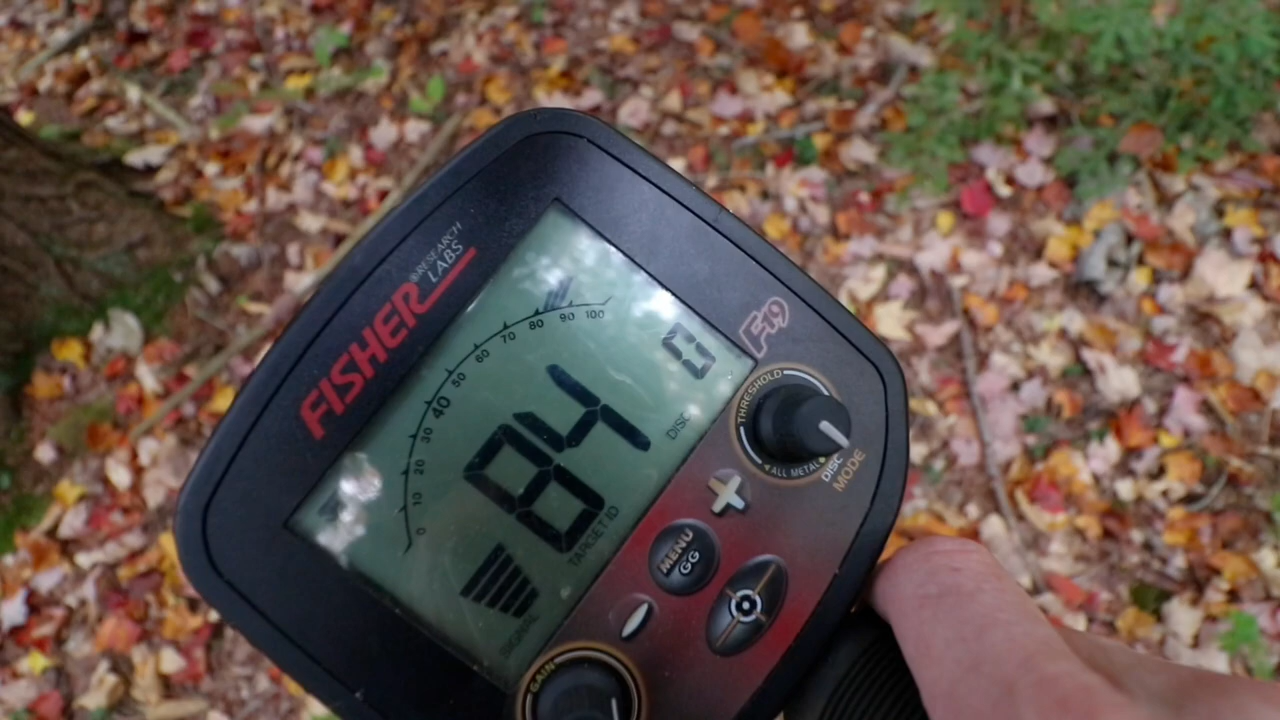 FISHER
RESEARCH
LABS
F19
0
10
20
30
40
50
60
70
80
90
100
84
TARGET ID
0
DISC
SIGNAL
THRESHOLD
ALL METAL
DISC
MODE
+
MENU
GG
-
GAIN